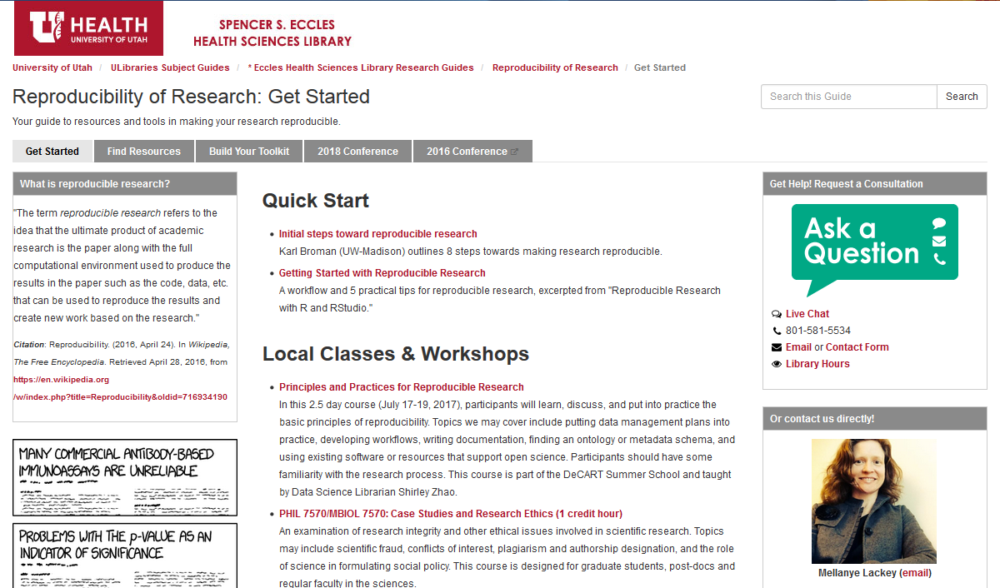 U HEALTH
UNIVERSITY OF UTAH
SPENCER S. ECCLES
HEALTH SCIENCES LIBRARY
University of Utah / ULibraries Subject Guides / * Eccles Health Sciences Library Research Guides / Reproducibility of Research / Get Started
Reproducibility of Research: Get Started
Search this Guide
Search
Your guide to resources and tools in making your research reproducible.
Get Started
Find Resources
Build Your Toolkit
2018 Conference
2016 Conference
What is reproducible research?
"The term reproducible research refers to the
idea that the ultimate product of academic
research is the paper along with the full
computational environment used to produce the
results in the paper such as the code, data, etc.
that can be used to reproduce the results and
create new work based on the research."
Citation: Reproducibility. (2016, April 24). In Wikipedia,
The Free Encyclopedia. Retrieved April 28, 2016, from
https://en.wikipedia.org
/w/index.php?title=Reproducibility&oldid=716934190
MANY COMMERCIAL ANTIBODY-BASED
IMMUNOASSAYS ARE UNRELIABLE
PROBLEMS WITH THE p-VALUE AS AN
INDICATOR OF SIGNIFICANCE
Quick Start
• Initial steps toward reproducible research
Karl Broman (UW-Madison) outlines 8 steps towards making research reproducible.
• Getting Started with Reproducible Research
A workflow and 5 practical tips for reproducible research, excerpted from "Reproducible Research
with R and RStudio."
Local Classes & Workshops
• Principles and Practices for Reproducible Research
In this 2.5 day course (July 17-19, 2017), participants will learn, discuss, and put into practice the
basic principles of reproducibility. Topics we may cover include putting data management plans into
practice, developing workflows, writing documentation, finding an ontology or metadata schema, and
using existing software or resources that support open science. Participants should have some
familiarity with the research process. This course is part of the DeCART Summer School and taught
by Data Science Librarian Shirley Zhao.
• PHIL 7570/MBIOL 7570: Case Studies and Research Ethics (1 credit hour)
An examination of research integrity and other ethical issues involved in scientific research. Topics
may include scientific fraud, conflicts of interest, plagiarism and authorship designation, and the role
of science in formulating social policy. This course is designed for graduate students, post-docs and
regular faculty in the sciences.
Get Help! Request a Consultation
Ask a
Question
Live Chat
801-581-5534
Email or Contact Form
Library Hours
Or contact us directly!
Mellanye Lackey (email)